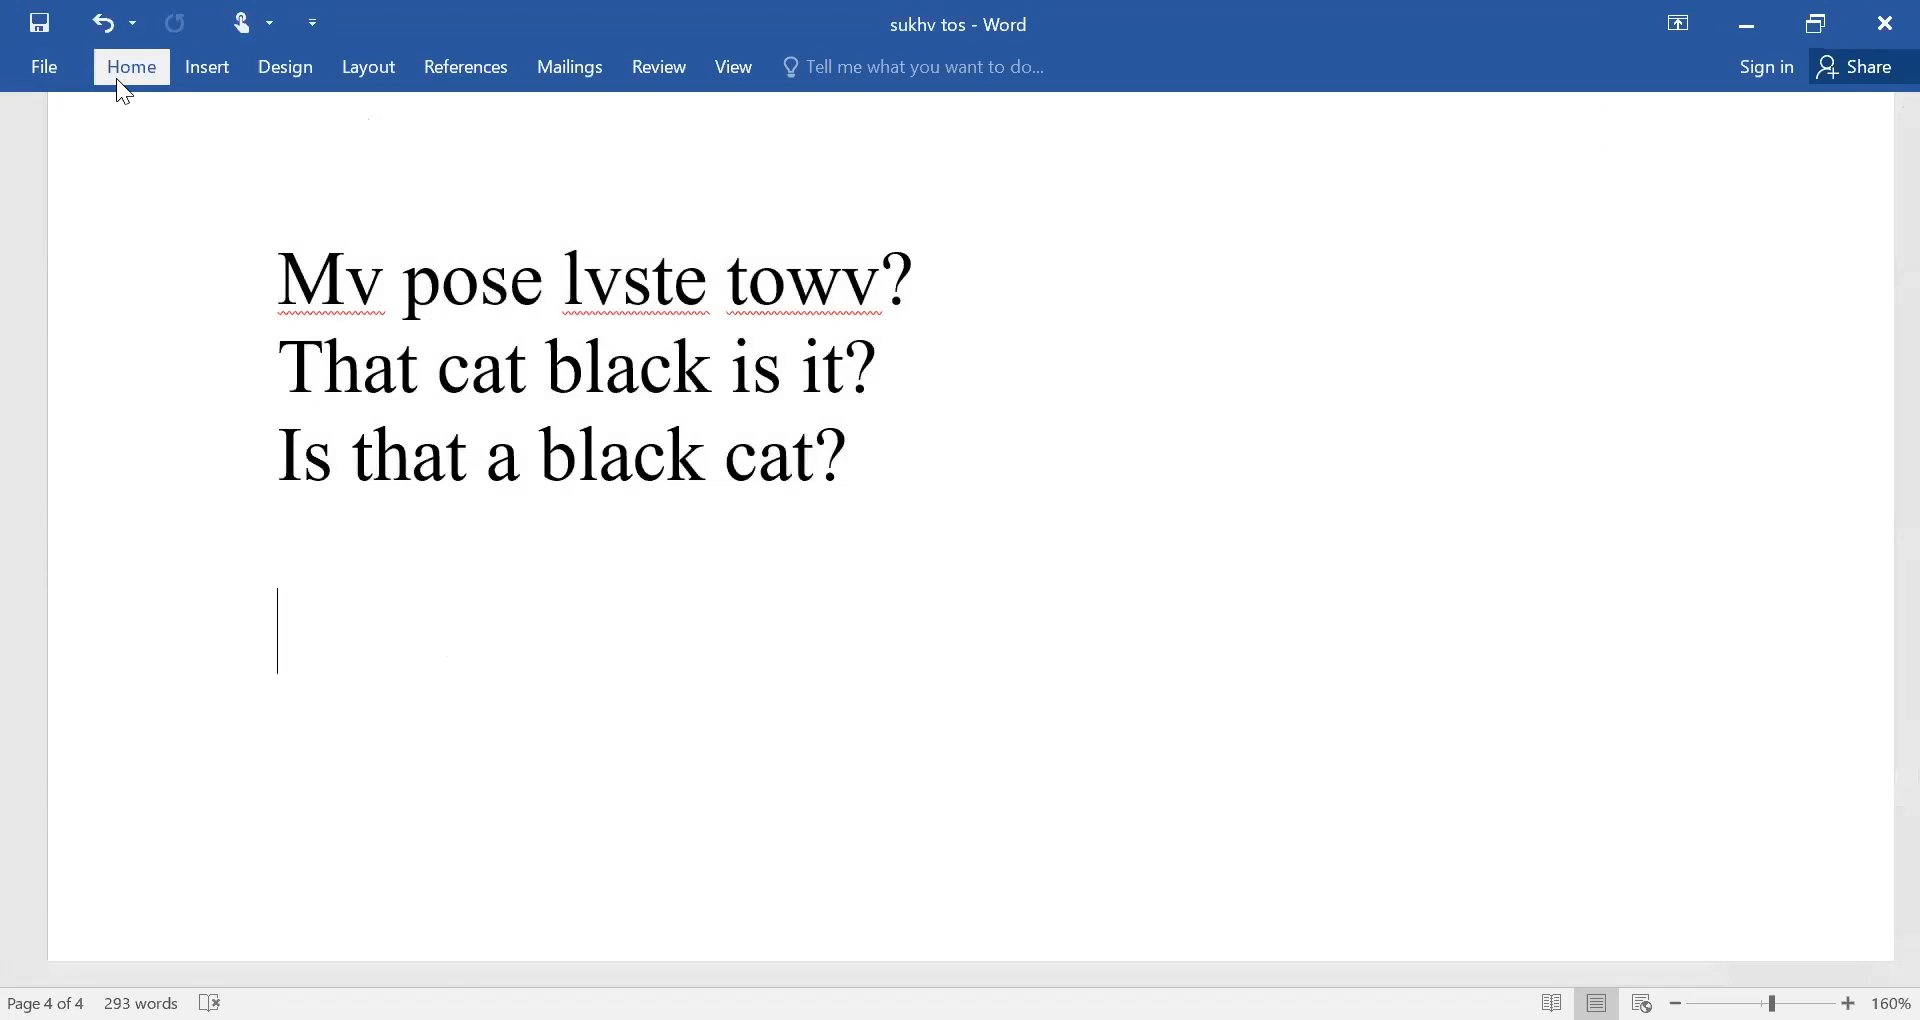 sukhv tos - Word
File Home Insert Design Layout References Mailings Review View Tell me what you want to do... Sign in Share
Mv pose lvste towv?
That cat black is it?
Is that a black cat?
Page 4 of 4 293 words 160%